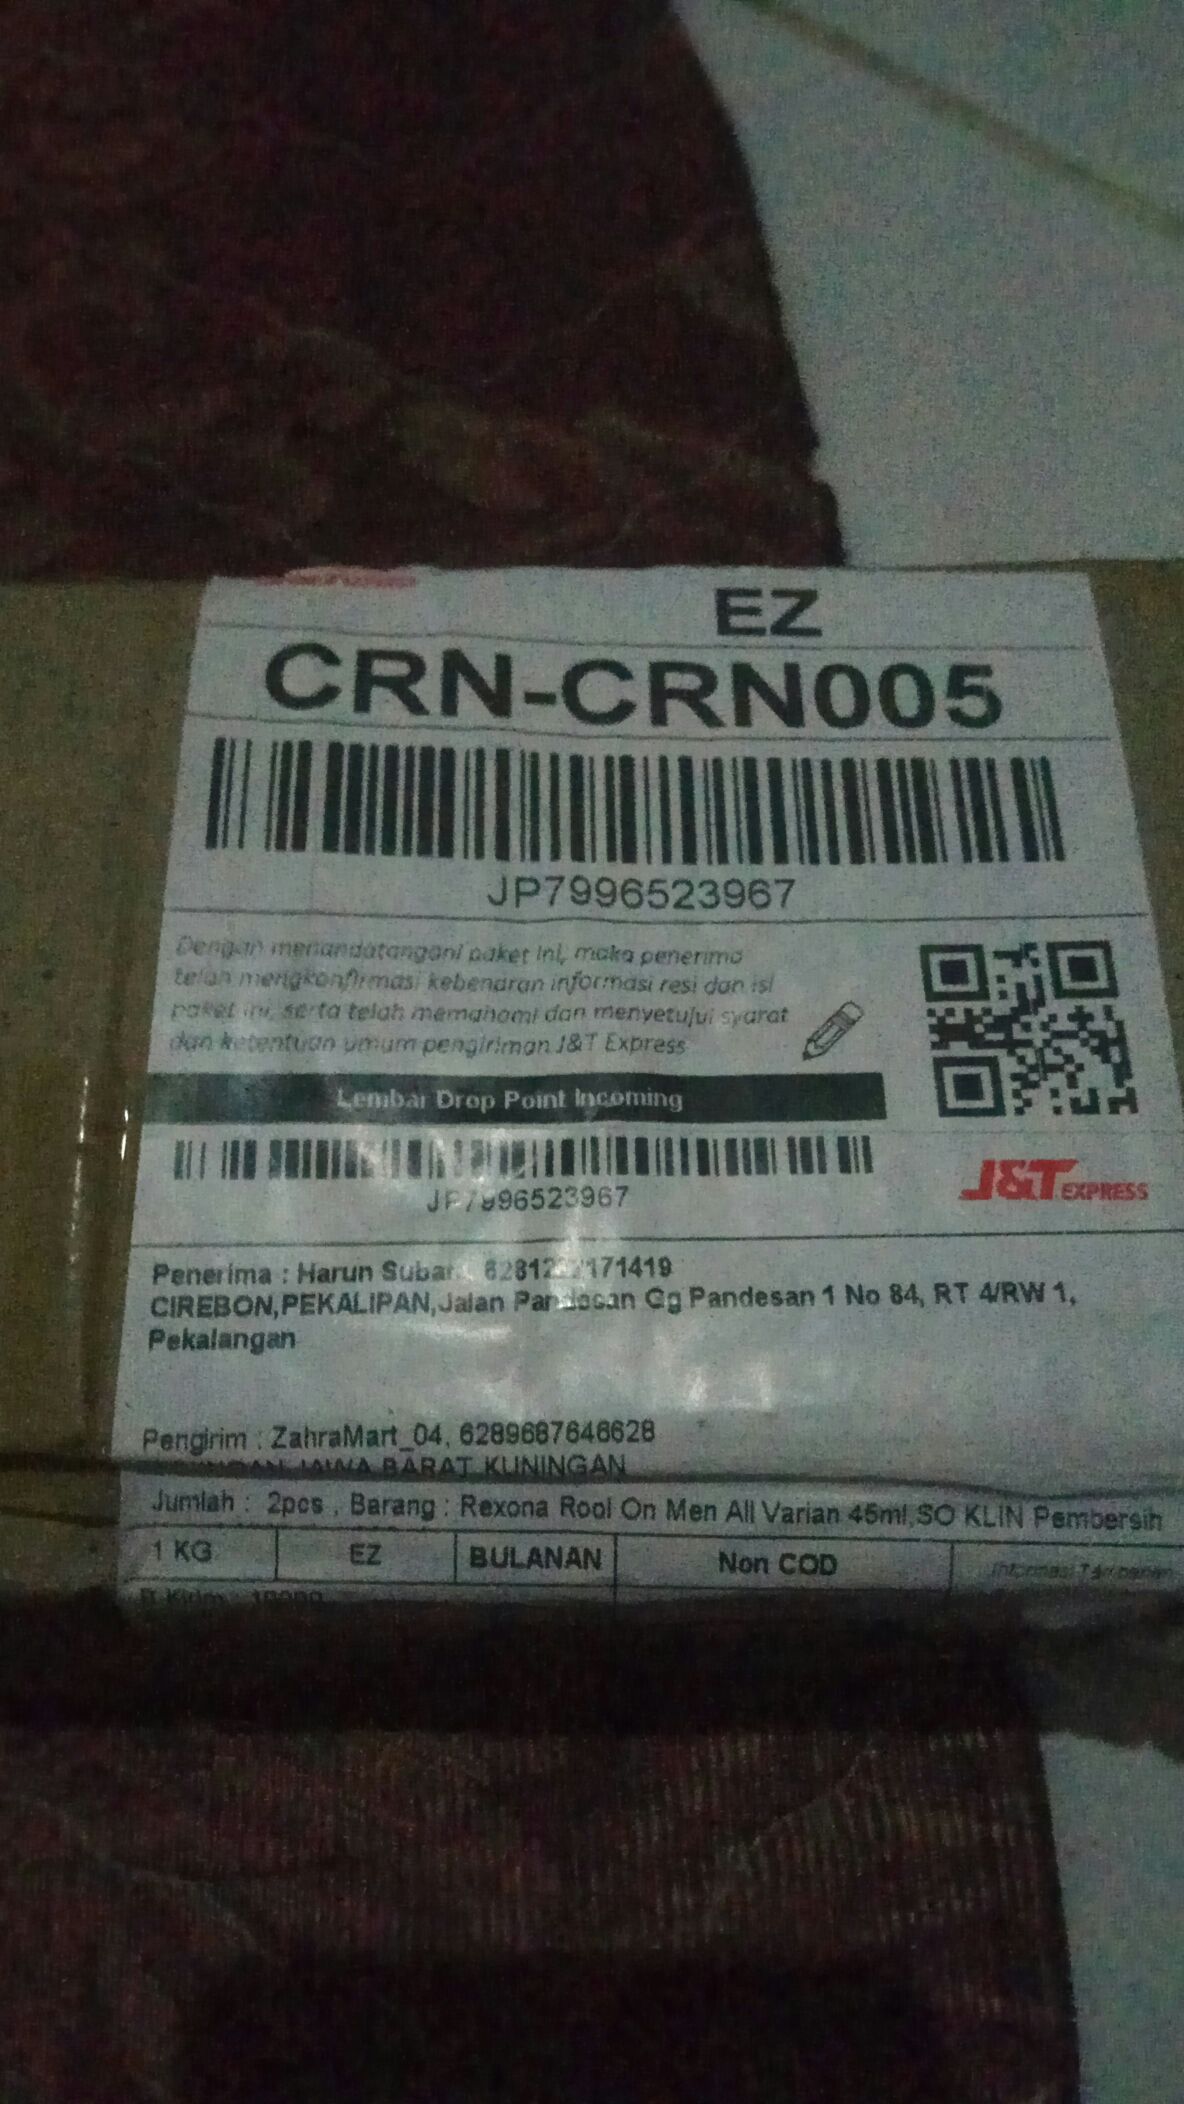 EZ
CRN-CRN005
JP7996523967
Dengan menandatangani paket ini, maka penerima
telah mengkonfirmasi kebenaran informasi resi dan isi
paket ini, serta telah memahami dan menyetujui syarat
dan ketentuan umum pengiriman J&T Express
Lembar Drop Point Incoming
JP7996523967
J&T EXPRESS
Penerima : Harun
CIREBON,PEKALIPAN,Jalan Pandesan Gg Pandesan 1 No 84, RT 4/RW 1,
Pekalangan
Pengirim : ZahraMart_04, 6289687646628
JAWA BARAT KUNINGAN
Jumlah : 2pcs , Barang : Rexona Rool On Men All Varian 45ml,SO KLIN Pembersih
1 KG EZ BULANAN Non COD